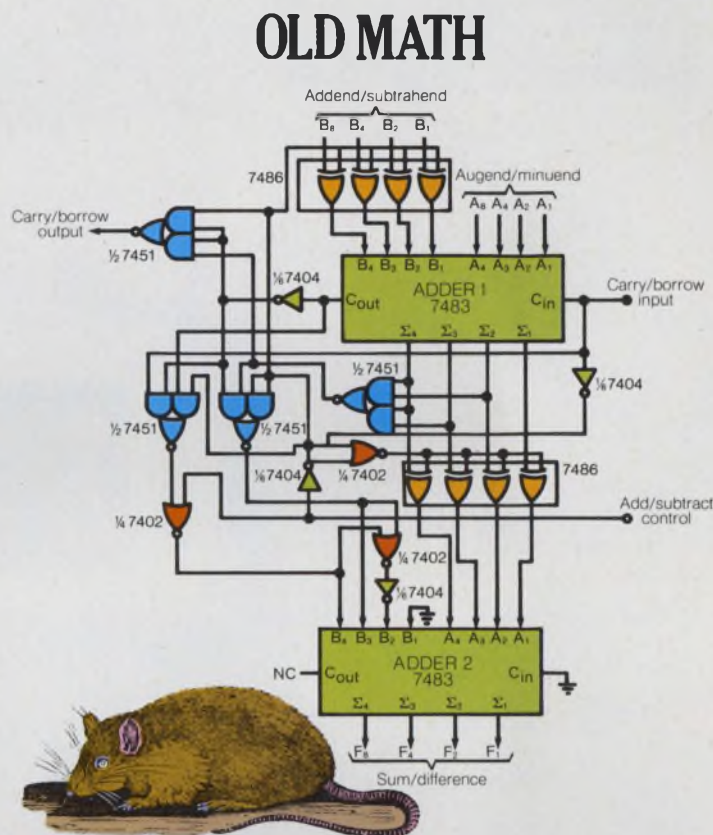 OLD MATH
Addend/subtrahend
B8 B4 B2 B1
7486
Augend/minuend
A8 A4 A2 A1
Carry/borrow
output
½ 7451
⅙ 7404
B4 B3 B2 B1 A4 A3 A2 A1
Cout ADDER 1 Cin
7483
Σ4 Σ3 Σ2 Σ1
Carry/borrow
input
½ 7451
⅙ 7404
½ 7451
½ 7451
⅙ 7404
¼ 7402
7486
¼ 7402
Add/subtract
control
¼ 7402
⅙ 7404
B4 B3 B2 B1 A4 A3 A2 A1
NC Cout ADDER 2 Cin
7483
Σ4 Σ3 Σ2 Σ1
F8 F4 F2 F1
Sum/difference